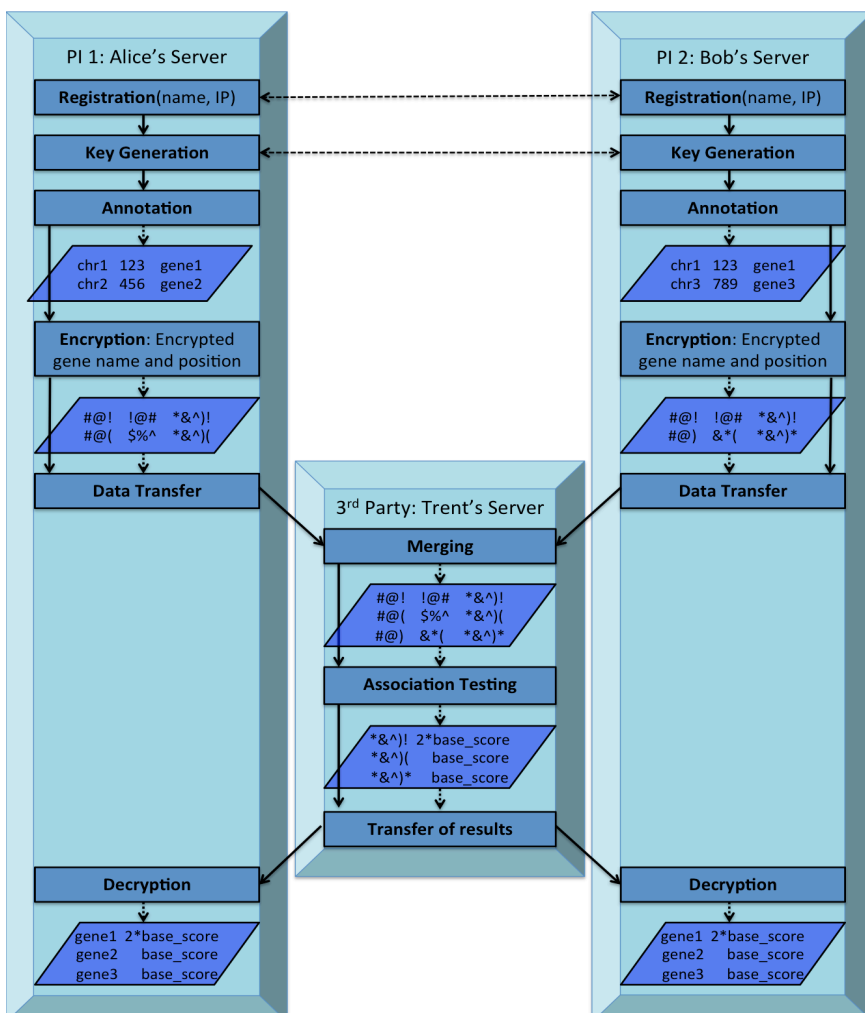 PI 1: Alice's Server
Registration(name, IP)
Key Generation
Annotation
chr1 123 gene1
chr2 456 gene2
Encryption: Encrypted
gene name and position
#@! !@# *&^)!
#@( $%^ *&^)(
Data Transfer
PI 2: Bob's Server
Registration(name, IP)
Key Generation
Annotation
chr1 123 gene1
chr3 789 gene3
Encryption: Encrypted
gene name and position
#@! !@# *&^)!
#@) &*( *&^)*
Data Transfer
3rd Party: Trent's Server
Merging
#@! !@# *&^)!
#@( $%^ *&^)(
#@) &*( *&^)*
Association Testing
*&^)! 2*base_score
*&^)( base_score
*&^)* base_score
Transfer of results
Decryption
gene1 2*base_score
gene2 base_score
gene3 base_score
Decryption
gene1 2*base_score
gene2 base_score
gene3 base_score